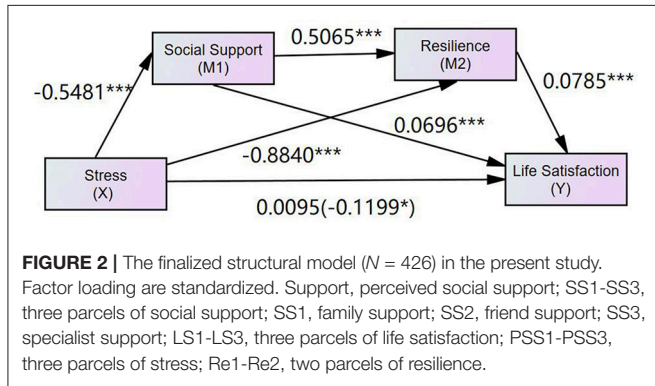 Social Support
(M1)
0.5065***
Resilience
(M2)
-0.5481***
0.0785***
0.0696***
-0.8840***
Stress
(X)
Life Satisfaction
(Y)
0.0095(-0.1199*)
FIGURE 2 | The finalized structural model (N = 426) in the present study.
Factor loading are standardized. Support, perceived social support; SS1-SS3,
three parcels of social support; SS1, family support; SS2, friend support; SS3,
specialist support; LS1-LS3, three parcels of life satisfaction; PSS1-PSS3,
three parcels of stress; Re1-Re2, two parcels of resilience.